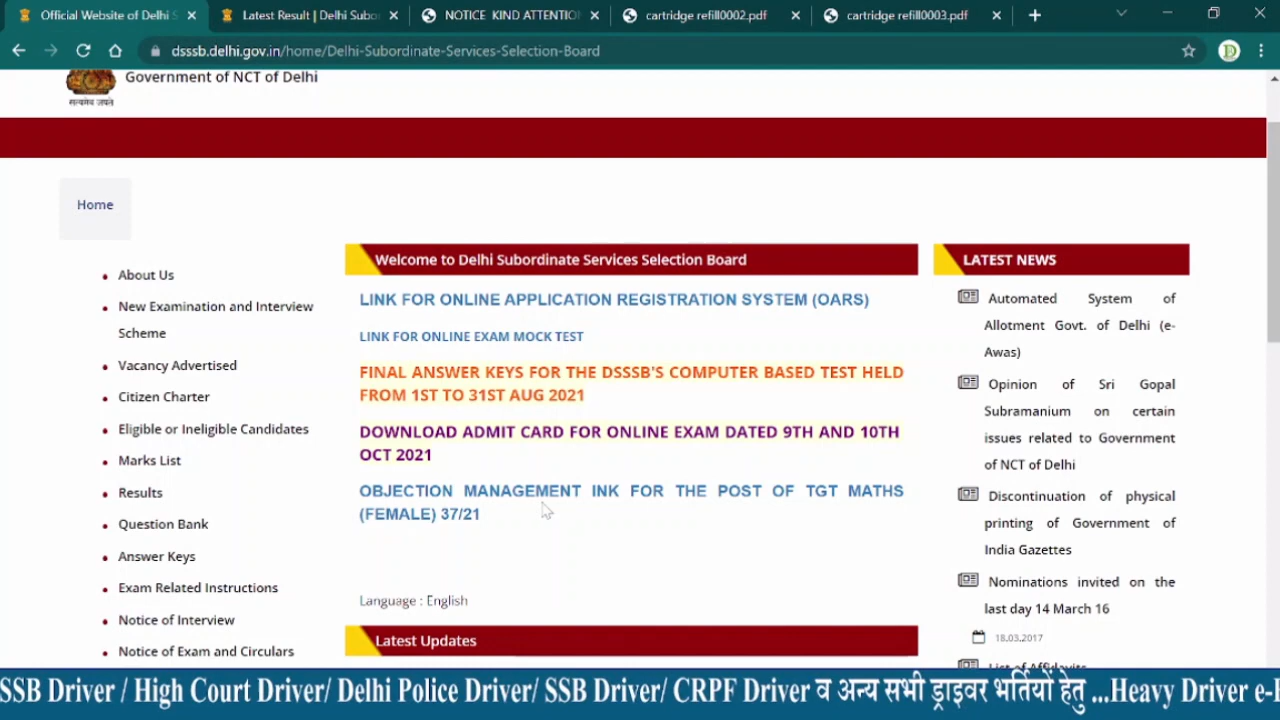 Official Website of Delhi S
Latest Result | Delhi Subo
NOTICE KIND ATTENTIO
cartridge refill0002.pdf
cartridge refill0003.pdf
dsssb.delhi.gov.in/home/Delhi-Subordinate-Services-Selection-Board
सत्यमेव जयते
Government of NCT of Delhi
Home
About Us
New Examination and Interview
Scheme
Vacancy Advertised
Citizen Charter
Eligible or Ineligible Candidates
Marks List
Results
Question Bank
Answer Keys
Exam Related Instructions
Notice of Interview
Notice of Exam and Circulars
Welcome to Delhi Subordinate Services Selection Board
LINK FOR ONLINE APPLICATION REGISTRATION SYSTEM (OARS)
LINK FOR ONLINE EXAM MOCK TEST
FINAL ANSWER KEYS FOR THE DSSSB'S COMPUTER BASED TEST HELD
FROM 1ST TO 31ST AUG 2021
DOWNLOAD ADMIT CARD FOR ONLINE EXAM DATED 9TH AND 10TH
OCT 2021
OBJECTION MANAGEMENT INK FOR THE POST OF TGT MATHS
(FEMALE) 37/21
Language : English
Latest Updates
LATEST NEWS
Automated System of
Allotment Govt. of Delhi (e-
Awas)
Opinion of Sri Gopal
Subramanium on certain
issues related to Government
of NCT of Delhi
Discontinuation of physical
printing of Government of
India Gazettes
Nominations invited on the
last day 14 March 16
18.03.2017
List of Affidavits
SSB Driver / High Court Driver/ Delhi Police Driver/ SSB Driver/ CRPF Driver व अन्य सभी ड्राइवर भर्तियों हेतु ...Heavy Driver e-